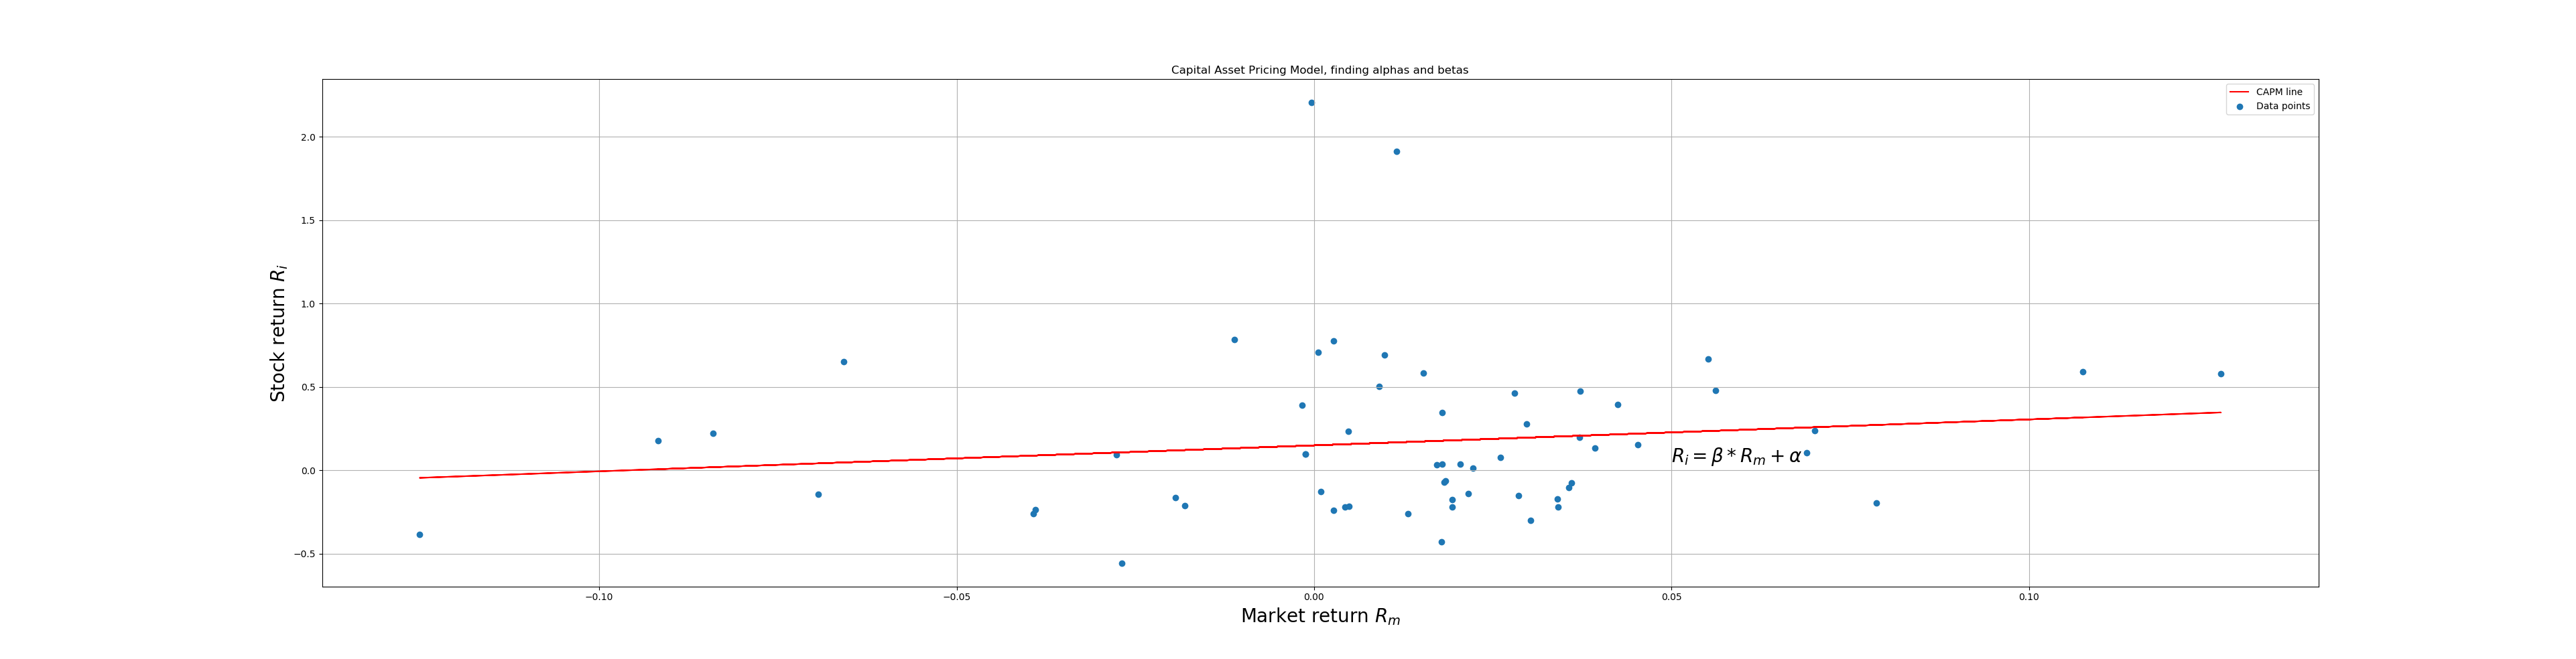 Capital Asset Pricing Model, finding alphas and betas
CAPM line
Data points
2.0
1.5
1.0
0.5
0.0
−0.5
Stock return R_i
R_i = β * R_m + α
−0.10
−0.05
0.00
0.05
0.10
Market return R_m